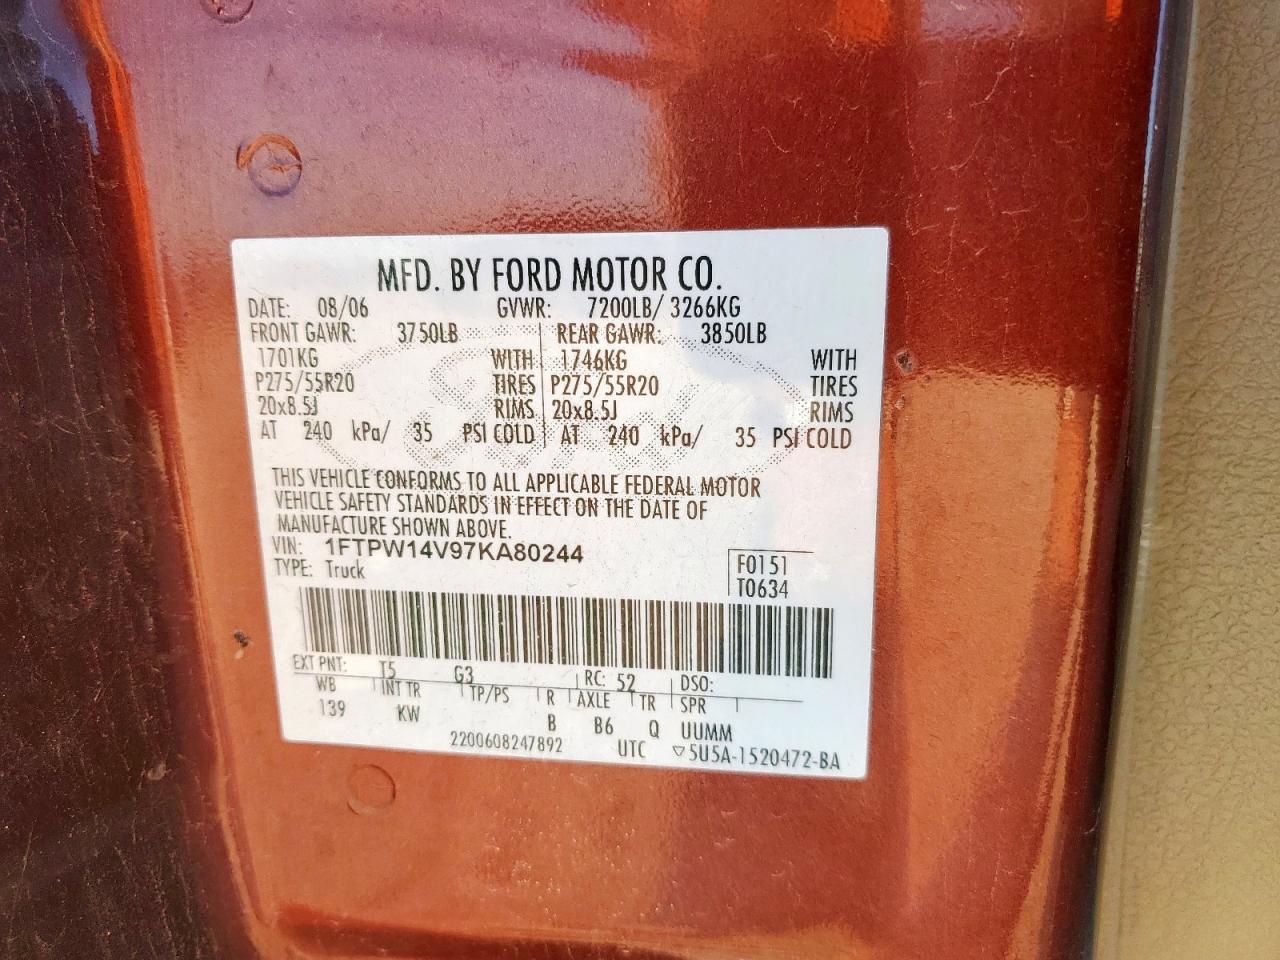 MFD. BY FORD MOTOR CO.
DATE: 08/06 GVWR: 7200LB/ 3266KG
FRONT GAWR: 3750LB REAR GAWR: 3850LB
1701KG WITH 1746KG WITH
P275/55R20 TIRES P275/55R20 TIRES
20x8.5J RIMS 20x8.5J RIMS
AT 240 kPa/ 35 PSI COLD AT 240 kPa/ 35 PSI COLD
THIS VEHICLE CONFORMS TO ALL APPLICABLE FEDERAL MOTOR
VEHICLE SAFETY STANDARDS IN EFFECT ON THE DATE OF
MANUFACTURE SHOWN ABOVE.
VIN: 1FTPW14V97KA80244
TYPE: Truck
F0151
T0634
EXT PNT: T5 G3 RC: 52 DSO:
WB INT TR TP/PS R AXLE TR SPR
139 KW B B6 Q UUMM
2200608247892 UTC ▽5U5A-1520472-BA